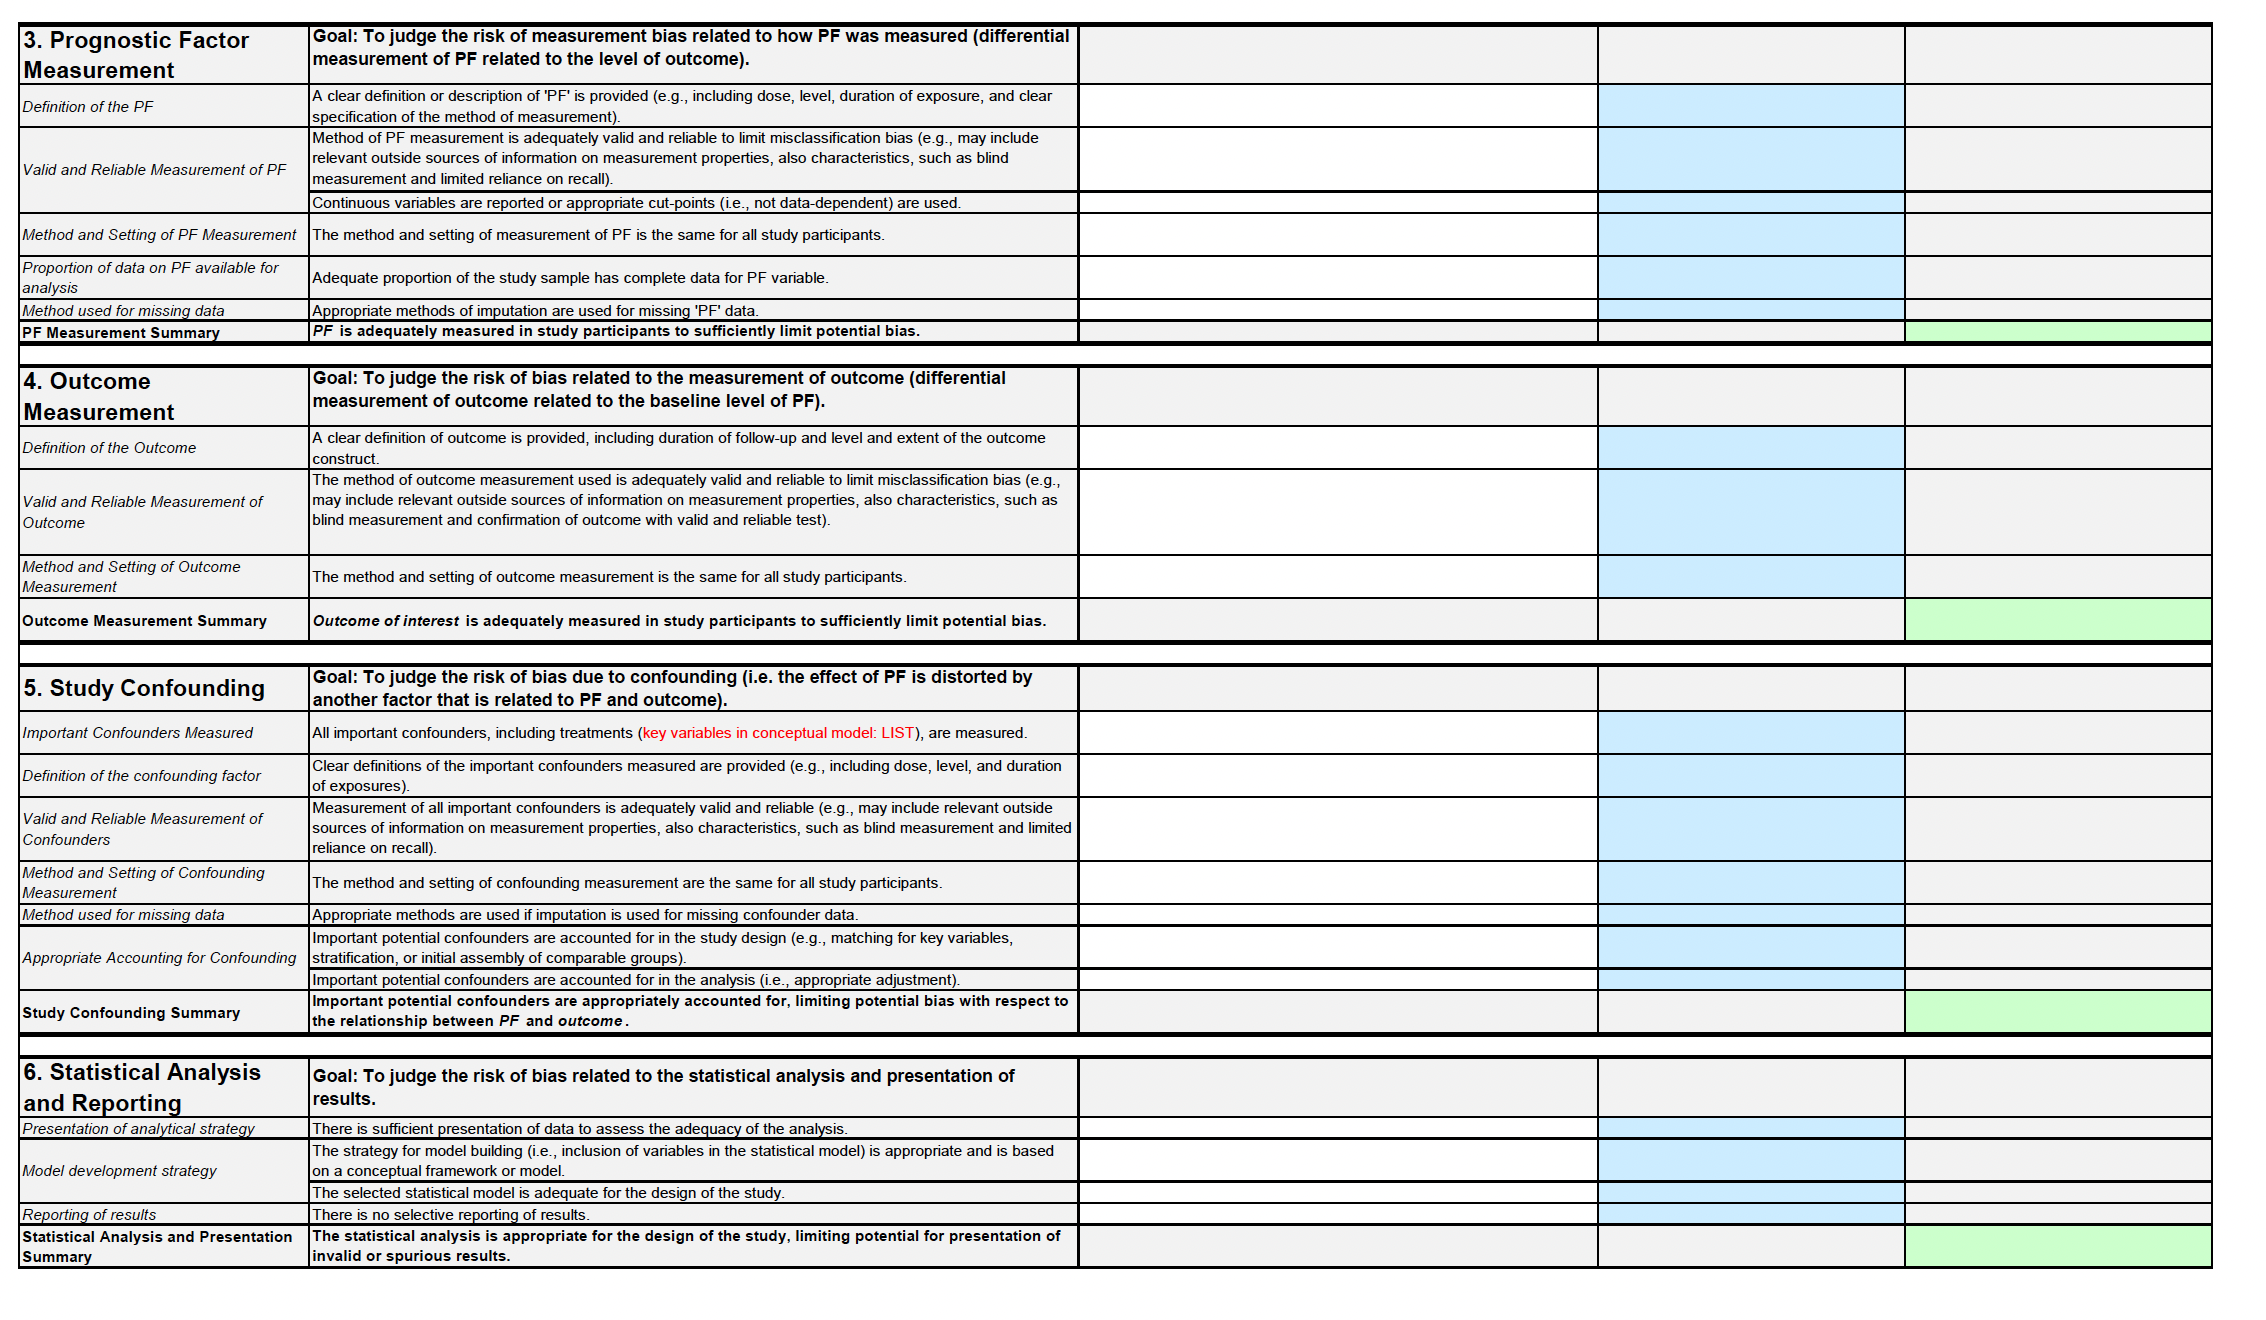 3. Prognostic Factor
Measurement
Goal: To judge the risk of measurement bias related to how PF was measured (differential
measurement of PF related to the level of outcome).
Definition of the PF
A clear definition or description of 'PF' is provided (e.g., including dose, level, duration of exposure, and clear
specification of the method of measurement).
Valid and Reliable Measurement of PF
Method of PF measurement is adequately valid and reliable to limit misclassification bias (e.g., may include
relevant outside sources of information on measurement properties, also characteristics, such as blind
measurement and limited reliance on recall).
Continuous variables are reported or appropriate cut-points (i.e., not data-dependent) are used.
Method and Setting of PF Measurement
The method and setting of measurement of PF is the same for all study participants.
Proportion of data on PF available for
analysis
Adequate proportion of the study sample has complete data for PF variable.
Method used for missing data
Appropriate methods of imputation are used for missing 'PF' data.
PF Measurement Summary
PF is adequately measured in study participants to sufficiently limit potential bias.
4. Outcome
Measurement
Goal: To judge the risk of bias related to the measurement of outcome (differential
measurement of outcome related to the baseline level of PF).
Definition of the Outcome
A clear definition of outcome is provided, including duration of follow-up and level and extent of the outcome
construct.
Valid and Reliable Measurement of
Outcome
The method of outcome measurement used is adequately valid and reliable to limit misclassification bias (e.g.,
may include relevant outside sources of information on measurement properties, also characteristics, such as
blind measurement and confirmation of outcome with valid and reliable test).
Method and Setting of Outcome
Measurement
The method and setting of outcome measurement is the same for all study participants.
Outcome Measurement Summary
Outcome of interest is adequately measured in study participants to sufficiently limit potential bias.
5. Study Confounding
Goal: To judge the risk of bias due to confounding (i.e. the effect of PF is distorted by
another factor that is related to PF and outcome).
Important Confounders Measured
All important confounders, including treatments (key variables in conceptual model: LIST), are measured.
Definition of the confounding factor
Clear definitions of the important confounders measured are provided (e.g., including dose, level, and duration
of exposures).
Valid and Reliable Measurement of
Confounders
Measurement of all important confounders is adequately valid and reliable (e.g., may include relevant outside
sources of information on measurement properties, also characteristics, such as blind measurement and limited
reliance on recall).
Method and Setting of Confounding
Measurement
The method and setting of confounding measurement are the same for all study participants.
Method used for missing data
Appropriate methods are used if imputation is used for missing confounder data.
Appropriate Accounting for Confounding
Important potential confounders are accounted for in the study design (e.g., matching for key variables,
stratification, or initial assembly of comparable groups).
Important potential confounders are accounted for in the analysis (i.e., appropriate adjustment).
Study Confounding Summary
Important potential confounders are appropriately accounted for, limiting potential bias with respect to
the relationship between PF and outcome.
6. Statistical Analysis
and Reporting
Goal: To judge the risk of bias related to the statistical analysis and presentation of
results.
Presentation of analytical strategy
There is sufficient presentation of data to assess the adequacy of the analysis.
Model development strategy
The strategy for model building (i.e., inclusion of variables in the statistical model) is appropriate and is based
on a conceptual framework or model.
The selected statistical model is adequate for the design of the study.
Reporting of results
There is no selective reporting of results.
Statistical Analysis and Presentation
Summary
The statistical analysis is appropriate for the design of the study, limiting potential for presentation of
invalid or spurious results.